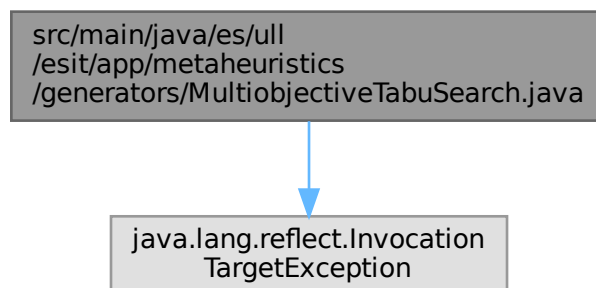 src/main/java/es/ull
/esit/app/metaheuristics
/generators/MultiobjectiveTabuSearch.java
java.lang.reflect.Invocation
TargetException